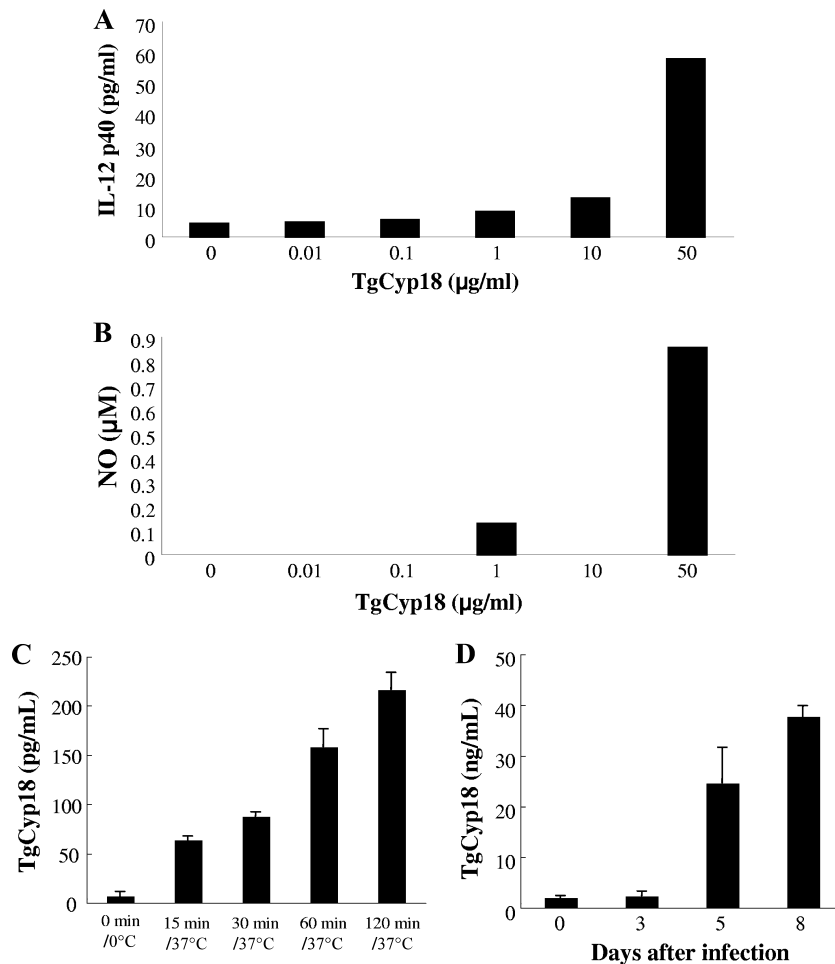 A
IL-12 p40 (pg/ml)
70
60
50
40
30
20
10
0
0 0.01 0.1 1 10 50
TgCyp18 (µg/ml)
B
NO (µM)
0.9
0.8
0.7
0.6
0.5
0.4
0.3
0.2
0.1
0
0 0.01 0.1 1 10 50
TgCyp18 (µg/ml)
C
TgCyp18 (pg/mL)
250
200
150
100
50
0
0 min 15 min 30 min 60 min 120 min
/0°C /37°C /37°C /37°C /37°C
D
TgCyp18 (ng/mL)
50
40
30
20
10
0
0 3 5 8
Days after infection